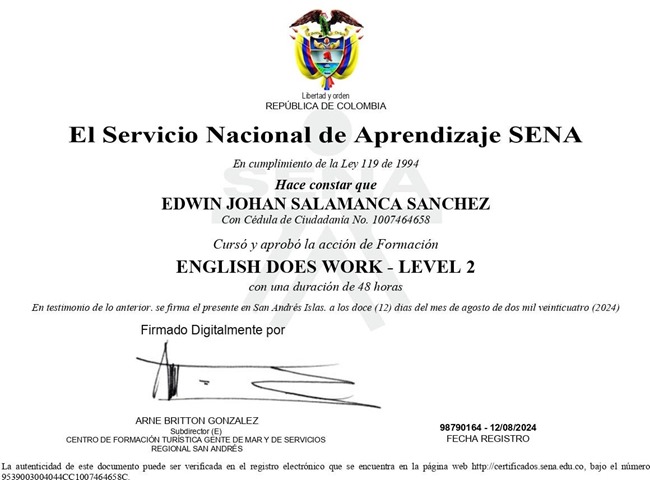 Libertad y orden
REPÚBLICA DE COLOMBIA
El Servicio Nacional de Aprendizaje SENA
En cumplimiento de la Ley 119 de 1994
Hace constar que
EDWIN JOHAN SALAMANCA SANCHEZ
Con Cédula de Ciudadanía No. 1007464658
Cursó y aprobó la acción de Formación
ENGLISH DOES WORK - LEVEL 2
con una duración de 48 horas
En testimonio de lo anterior. se firma el presente en San Andrés Islas. a los doce (12) días del mes de agosto de dos mil veinticuatro (2024)
Firmado Digitalmente por
ARNE BRITTON GONZALEZ
Subdirector (E)
CENTRO DE FORMACIÓN TURÍSTICA GENTE DE MAR Y DE SERVICIOS
REGIONAL SAN ANDRÉS
98790164 - 12/08/2024
FECHA REGISTRO
La autenticidad de este documento puede ser verificada en el registro electrónico que se encuentra en la página web http://certificados.sena.edu.co, bajo el número
9539003004044CC1007464658C.
SENA